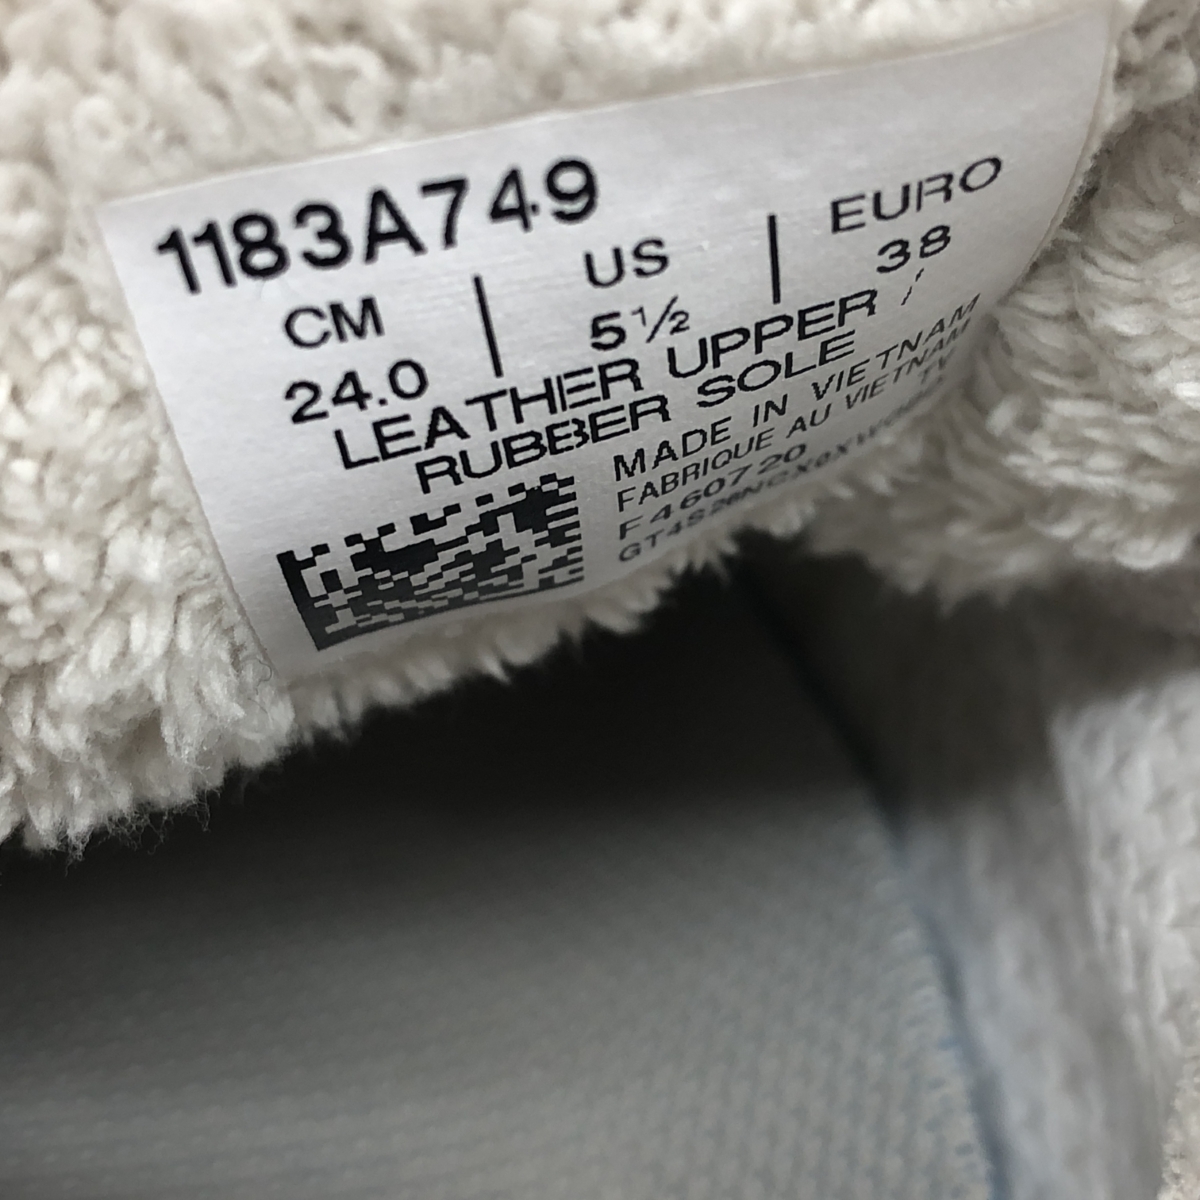 1183A749
CM | US | EURO
24.0 5½ 38
LEATHER UPPER /
RUBBER SOLE
MADE IN VIETNAM
FABRIQUE AU VIETNAM
F460720 TV